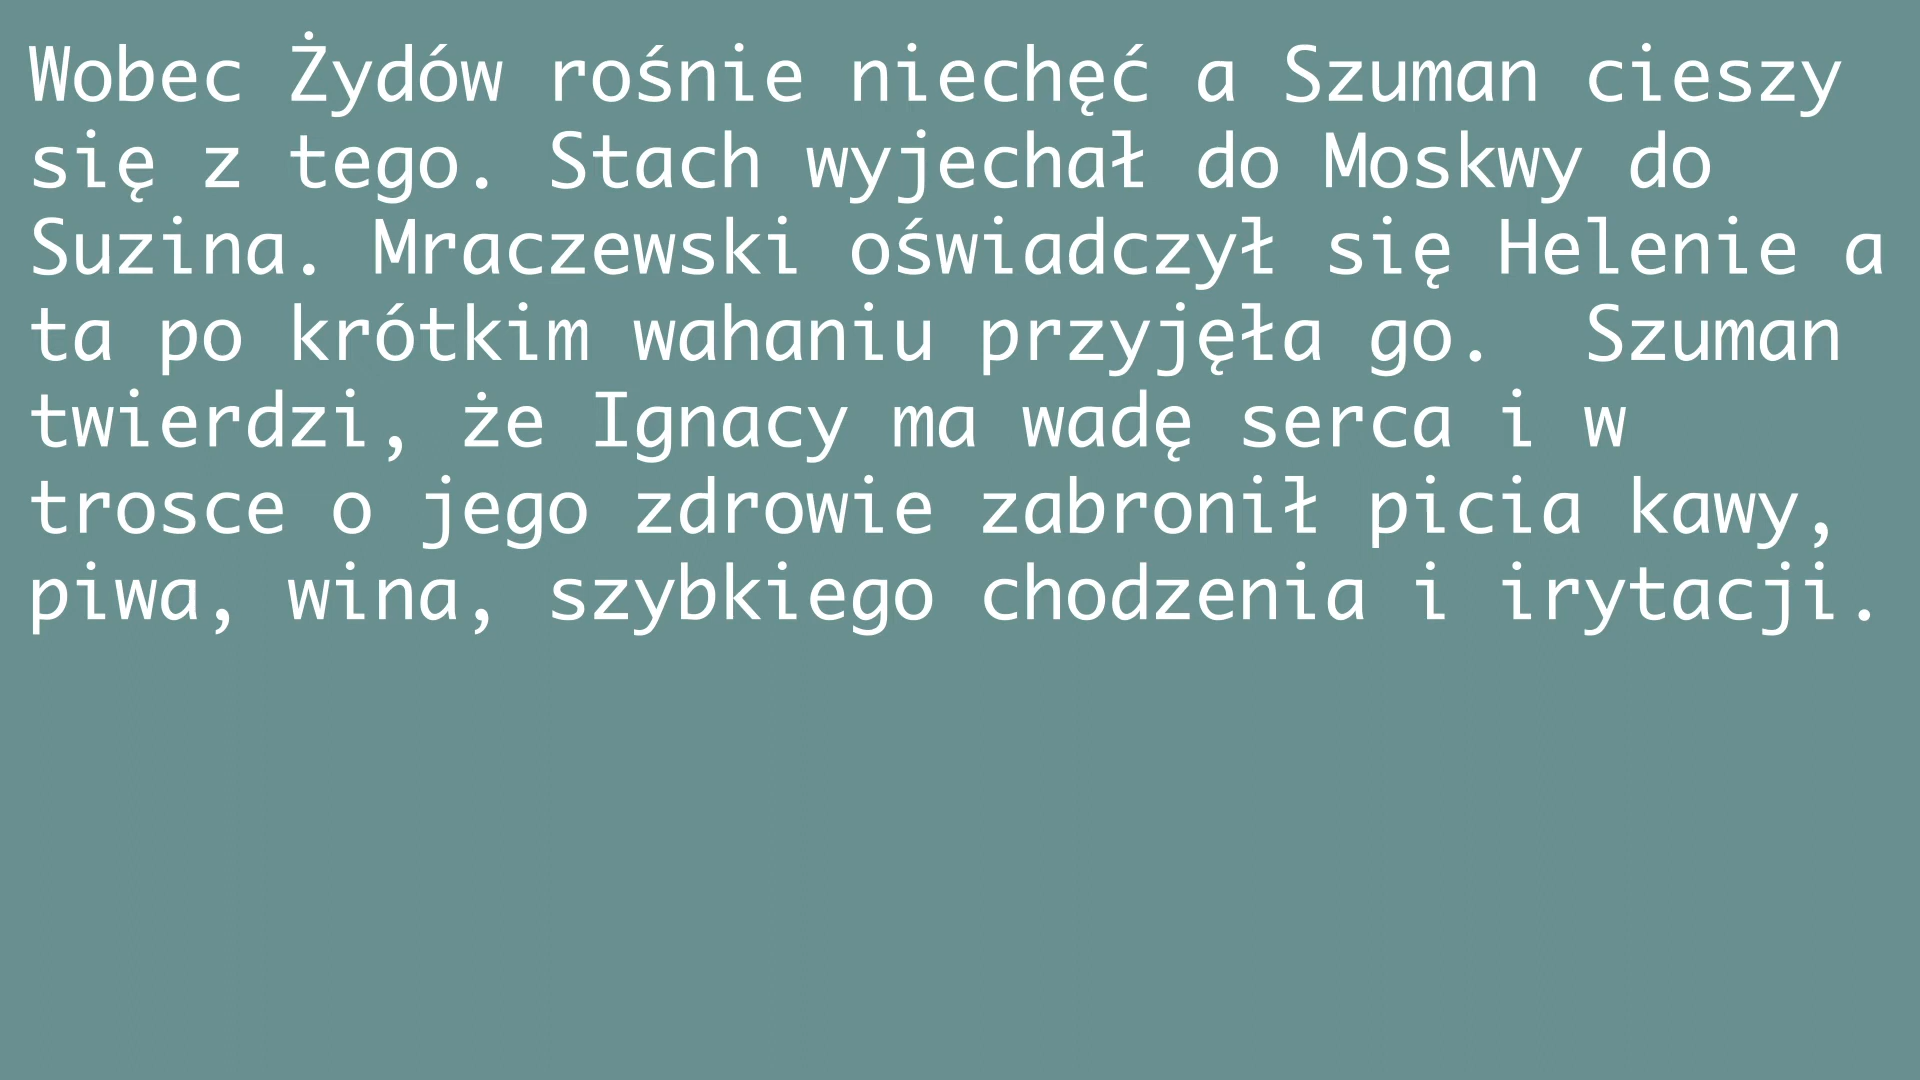 Wobec Żydów rośnie niechęć a Szuman cieszy
się z tego. Stach wyjechał do Moskwy do
Suzina. Mraczewski oświadczył się Helenie a
ta po krótkim wahaniu przyjęła go.  Szuman
twierdzi, że Ignacy ma wadę serca i w
trosce o jego zdrowie zabronił picia kawy,
piwa, wina, szybkiego chodzenia i irytacji.